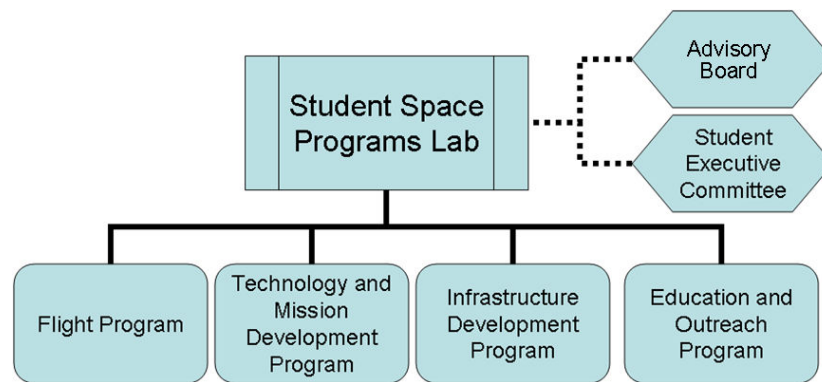 Student Space
Programs Lab
Advisory
Board
Student
Executive
Committee
Flight Program
Technology and
Mission
Development
Program
Infrastructure
Development
Program
Education and
Outreach
Program